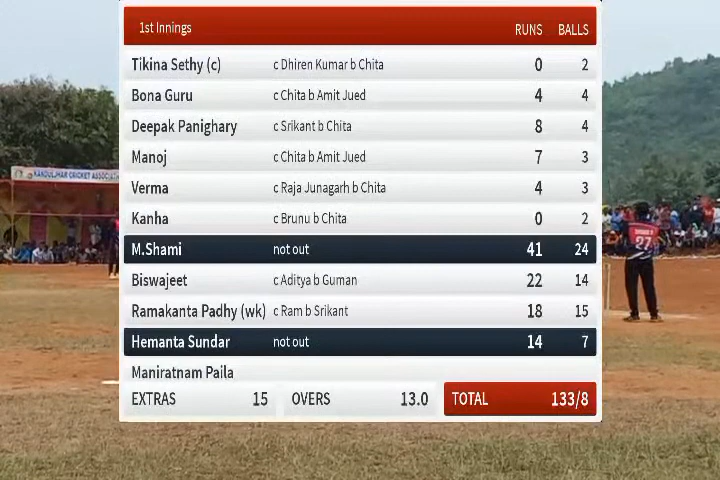 1st Innings RUNS BALLS
Tikina Sethy (c) c Dhiren Kumar b Chita 0 2
Bona Guru c Chita b Amit Jued 4 4
Deepak Panighary c Srikant b Chita 8 4
Manoj c Chita b Amit Jued 7 3
Verma c Raja Junagarh b Chita 4 3
Kanha c Brunu b Chita 0 2
M.Shami not out 41 24
Biswajeet c Aditya b Guman 22 14
Ramakanta Padhy (wk) c Ram b Srikant 18 15
Hemanta Sundar not out 14 7
Maniratnam Paila
EXTRAS 15 OVERS 13.0 TOTAL 133/8
CRICKET ASSOCIAT
27